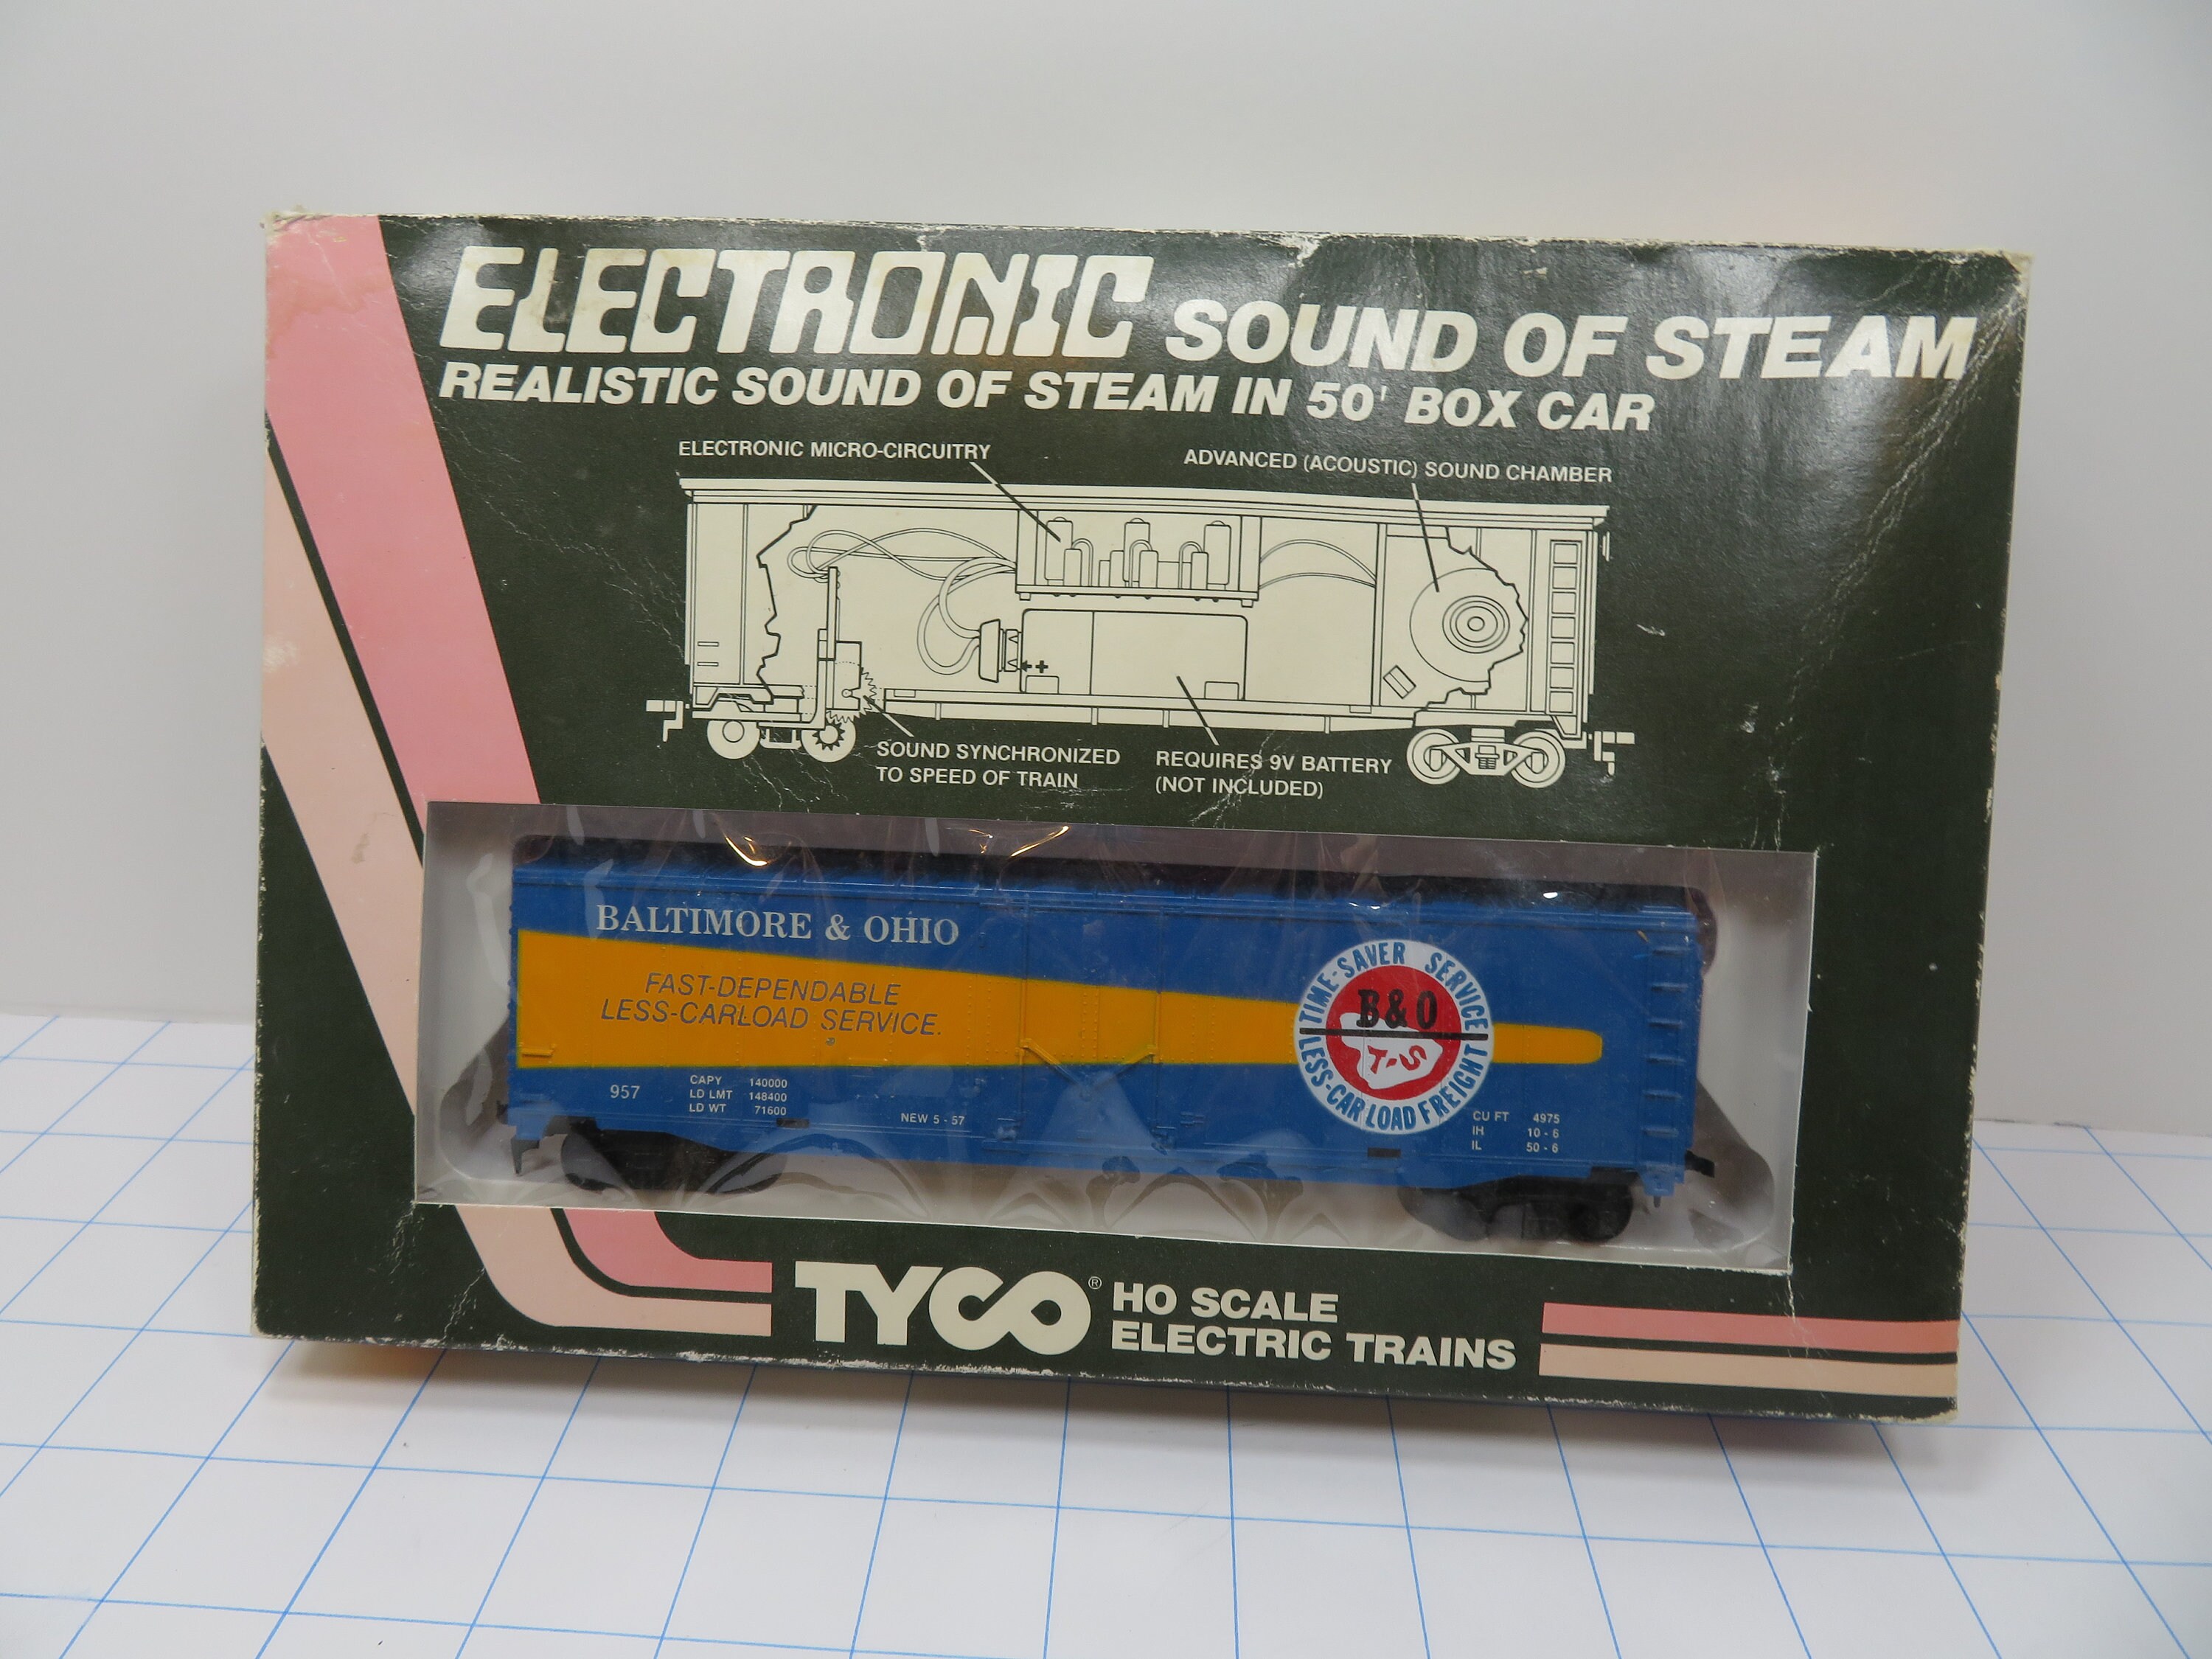 ELECTRONIC SOUND OF STEAM
REALISTIC SOUND OF STEAM IN 50' BOX CAR
ELECTRONIC MICRO-CIRCUITRY
ADVANCED (ACOUSTIC) SOUND CHAMBER
+
SOUND SYNCHRONIZED
TO SPEED OF TRAIN
REQUIRES 9V BATTERY
(NOT INCLUDED)
BALTIMORE & OHIO
FAST-DEPENDABLE
LESS-CARLOAD SERVICE.
957
CAPY 140000
LD LMT 148400
LD WT 71600
NEW 5-57
TIME-SAVER SERVICE
B&O
T-S
LESS-CAR LOAD FREIGHT
CU FT 4975
IH 10-6
IL 50-6
TYCO®
HO SCALE
ELECTRIC TRAINS